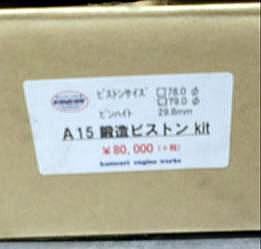 ピストンサイズ □78.0 φ
□79.0 φ
ピンハイト 29.8mm
A15 鍛造ピストン kit
￥80,000 (+税)
kameari engine works